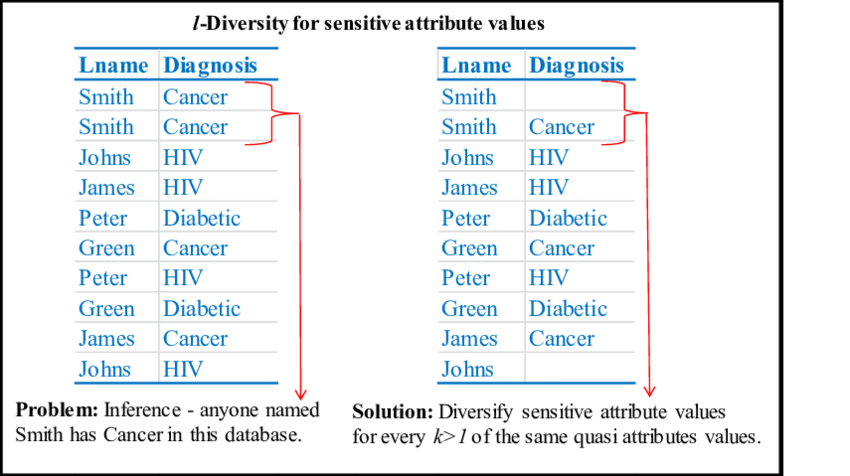 l-Diversity for sensitive attribute values
Lname Diagnosis
Smith Cancer
Smith Cancer
Johns HIV
James HIV
Peter Diabetic
Green Cancer
Peter HIV
Green Diabetic
James Cancer
Johns HIV
Problem: Inference - anyone named
Smith has Cancer in this database.
Lname Diagnosis
Smith
Smith Cancer
Johns HIV
James HIV
Peter Diabetic
Green Cancer
Peter HIV
Green Diabetic
James Cancer
Johns
Solution: Diversify sensitive attribute values
for every k>1 of the same quasi attributes values.